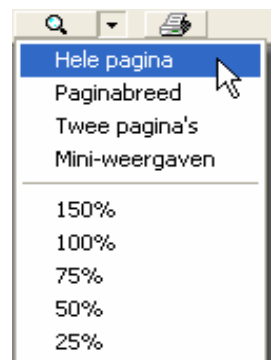 Hele pagina
Paginabreed
Twee pagina's
Mini-weergaven
150%
100%
75%
50%
25%